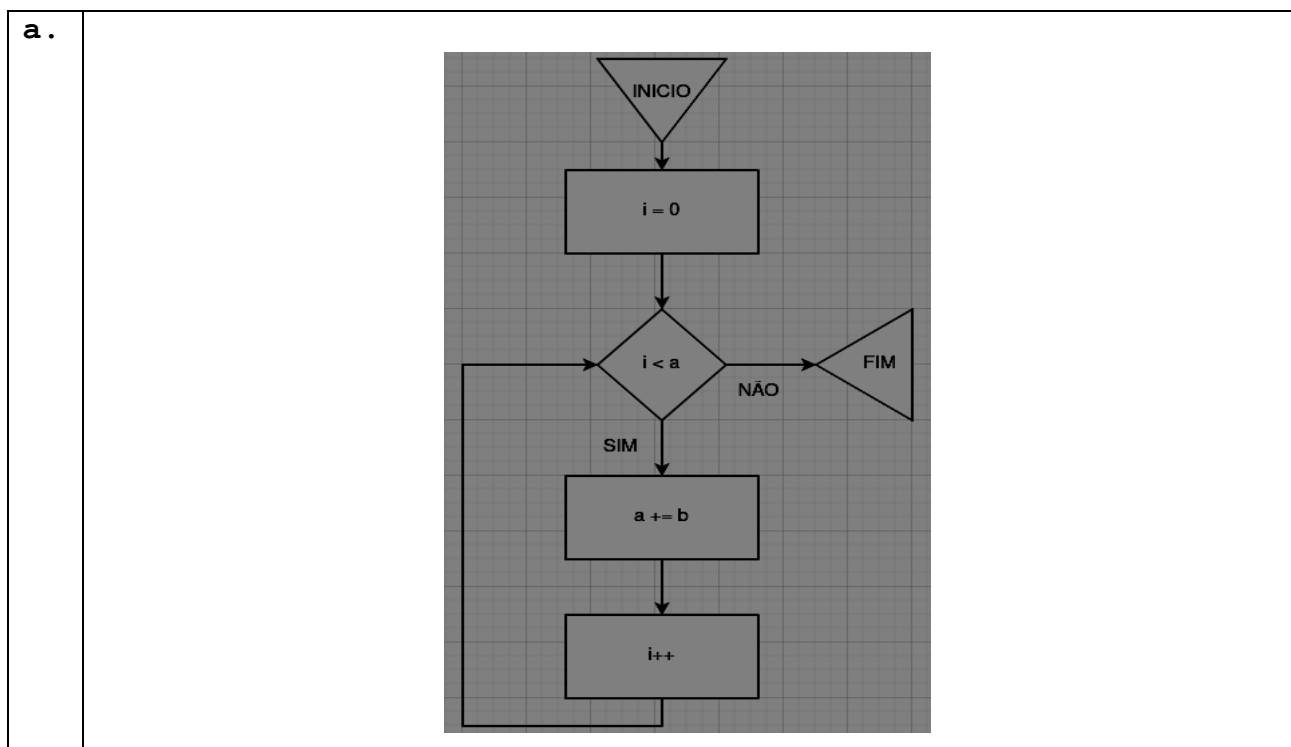 a.
INICIO
i = 0
i < a
FIM
NÃO
SIM
a += b
i++